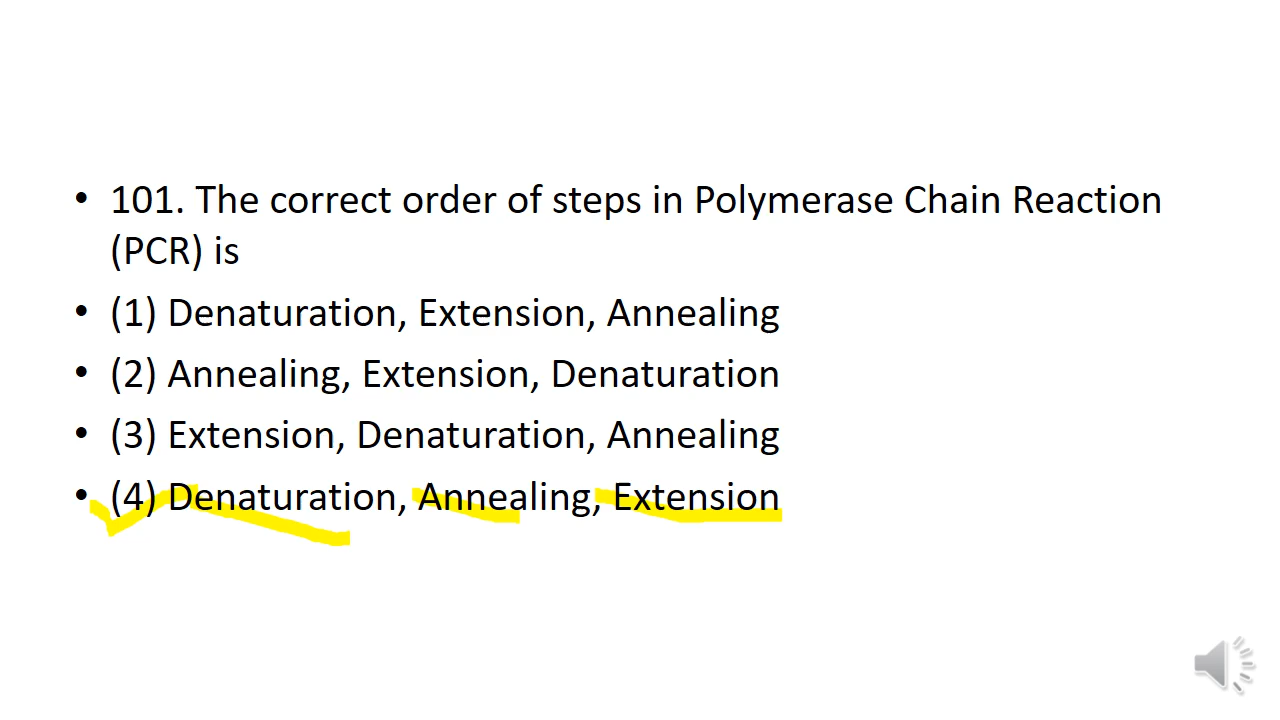 • 101. The correct order of steps in Polymerase Chain Reaction
(PCR) is
• (1) Denaturation, Extension, Annealing
• (2) Annealing, Extension, Denaturation
• (3) Extension, Denaturation, Annealing
• (4) Denaturation, Annealing, Extension